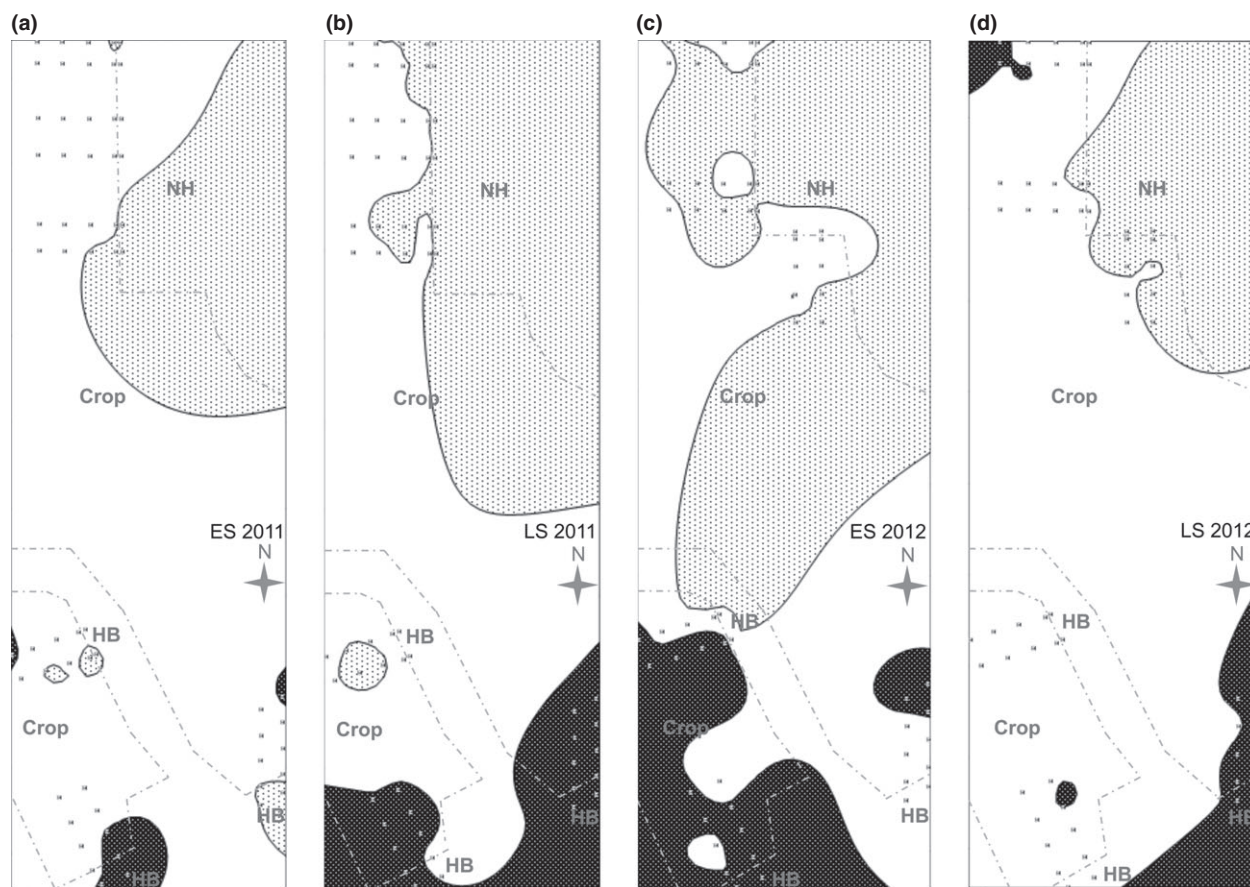 (a) (b) (c) (d)
NH NH NH NH
Crop Crop Crop Crop
ES 2011 LS 2011 ES 2012 LS 2012
N N N N
HB HB HB HB
Crop Crop Crop Crop
HB HB HB HB
HB HB HB